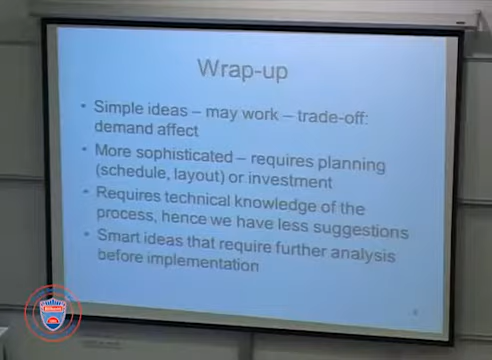 Wrap-up
• Simple ideas – may work – trade-off:
demand affect
• More sophisticated – requires planning
(schedule, layout) or investment
• Requires technical knowledge of the
process, hence we have less suggestions
• Smart ideas that require further analysis
before implementation